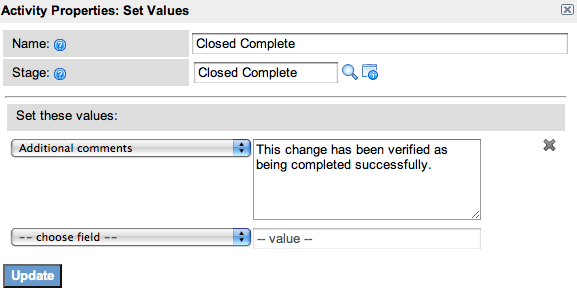 Activity Properties: Set Values
Name: Closed Complete
Stage: Closed Complete
Set these values:
Additional comments
This change has been verified as
being completed successfully.
-- choose field --
-- value --
Update